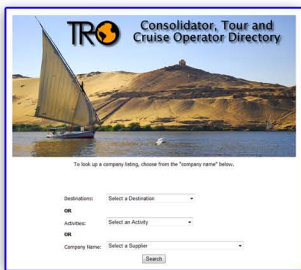 TRO
Consolidator, Tour and
Cruise Operator Directory
To look up a company listing, choose from the "company name" below.
Destinations: Select a Destination
OR
Activities: Select an Activity
OR
Company Name: Select a Supplier
Search